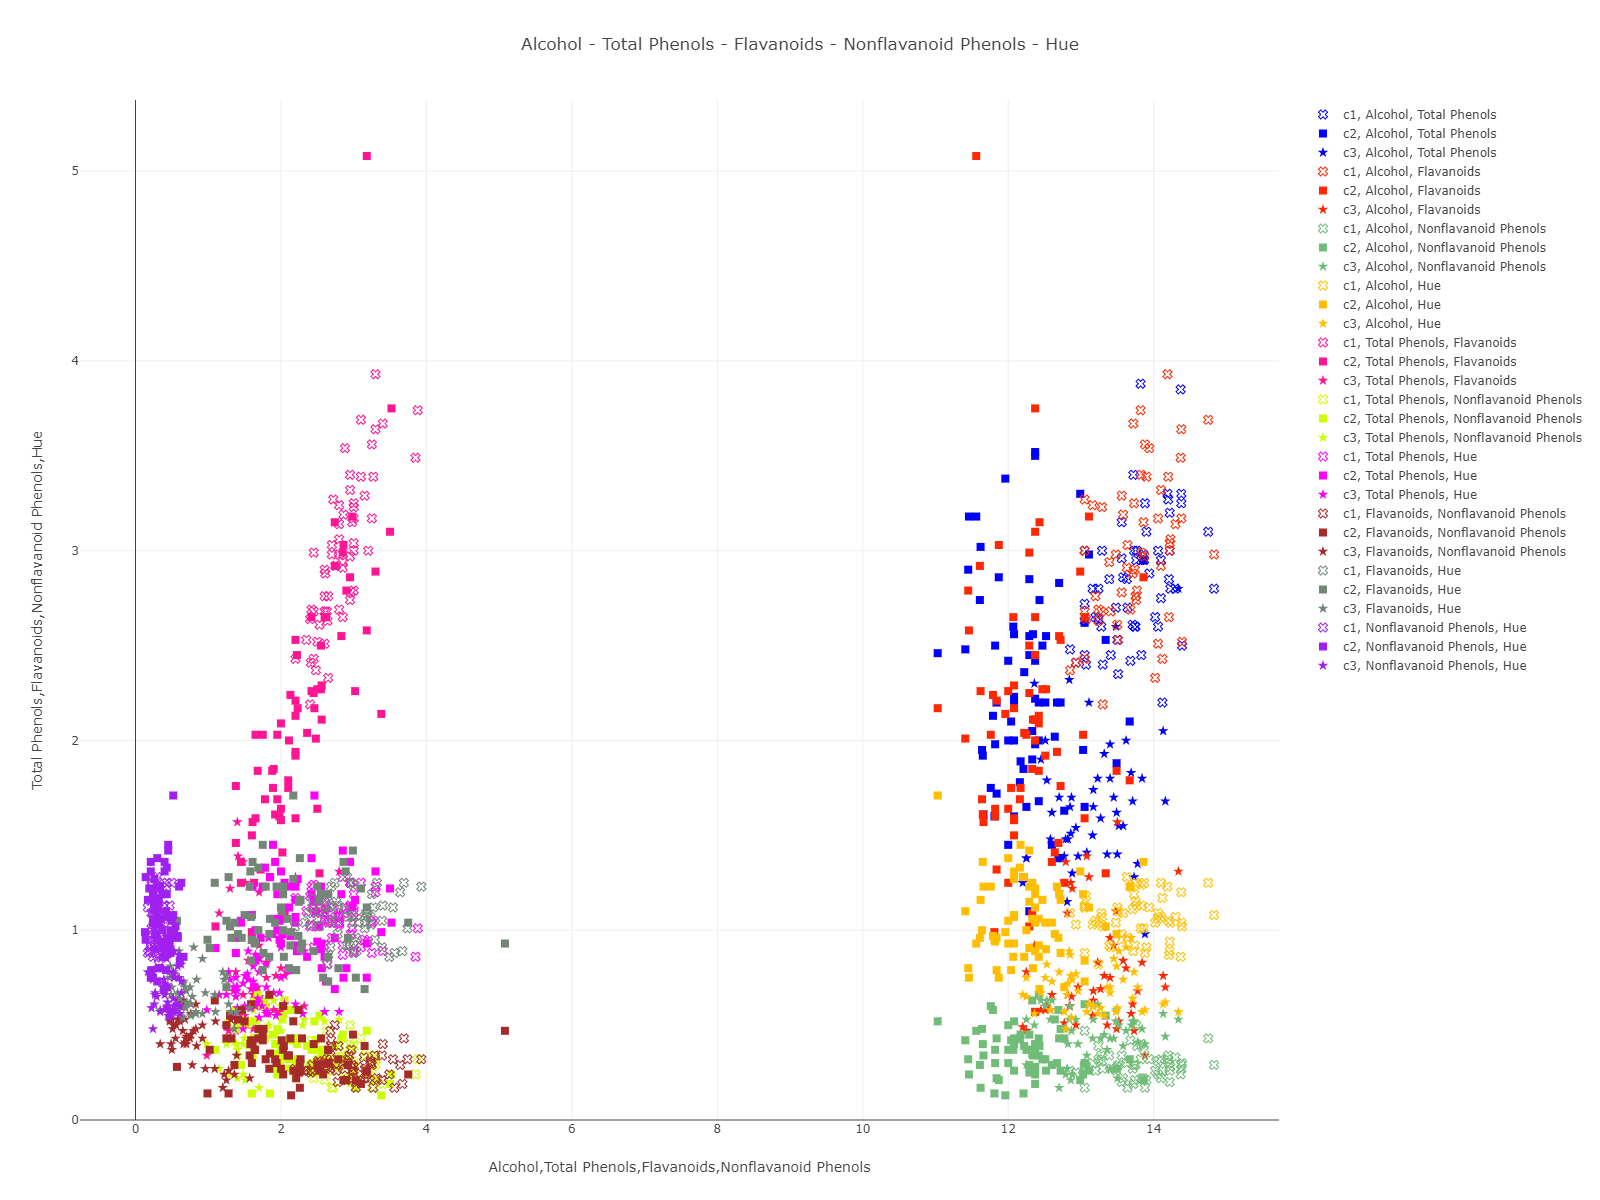 Alcohol - Total Phenols - Flavanoids - Nonflavanoid Phenols - Hue
Total Phenols,Flavanoids,Nonflavanoid Phenols,Hue
5
4
3
2
1
0
0 2 4 6 8 10 12 14
Alcohol,Total Phenols,Flavanoids,Nonflavanoid Phenols
c1, Alcohol, Total Phenols
c2, Alcohol, Total Phenols
c3, Alcohol, Total Phenols
c1, Alcohol, Flavanoids
c2, Alcohol, Flavanoids
c3, Alcohol, Flavanoids
c1, Alcohol, Nonflavanoid Phenols
c2, Alcohol, Nonflavanoid Phenols
c3, Alcohol, Nonflavanoid Phenols
c1, Alcohol, Hue
c2, Alcohol, Hue
c3, Alcohol, Hue
c1, Total Phenols, Flavanoids
c2, Total Phenols, Flavanoids
c3, Total Phenols, Flavanoids
c1, Total Phenols, Nonflavanoid Phenols
c2, Total Phenols, Nonflavanoid Phenols
c3, Total Phenols, Nonflavanoid Phenols
c1, Total Phenols, Hue
c2, Total Phenols, Hue
c3, Total Phenols, Hue
c1, Flavanoids, Nonflavanoid Phenols
c2, Flavanoids, Nonflavanoid Phenols
c3, Flavanoids, Nonflavanoid Phenols
c1, Flavanoids, Hue
c2, Flavanoids, Hue
c3, Flavanoids, Hue
c1, Nonflavanoid Phenols, Hue
c2, Nonflavanoid Phenols, Hue
c3, Nonflavanoid Phenols, Hue